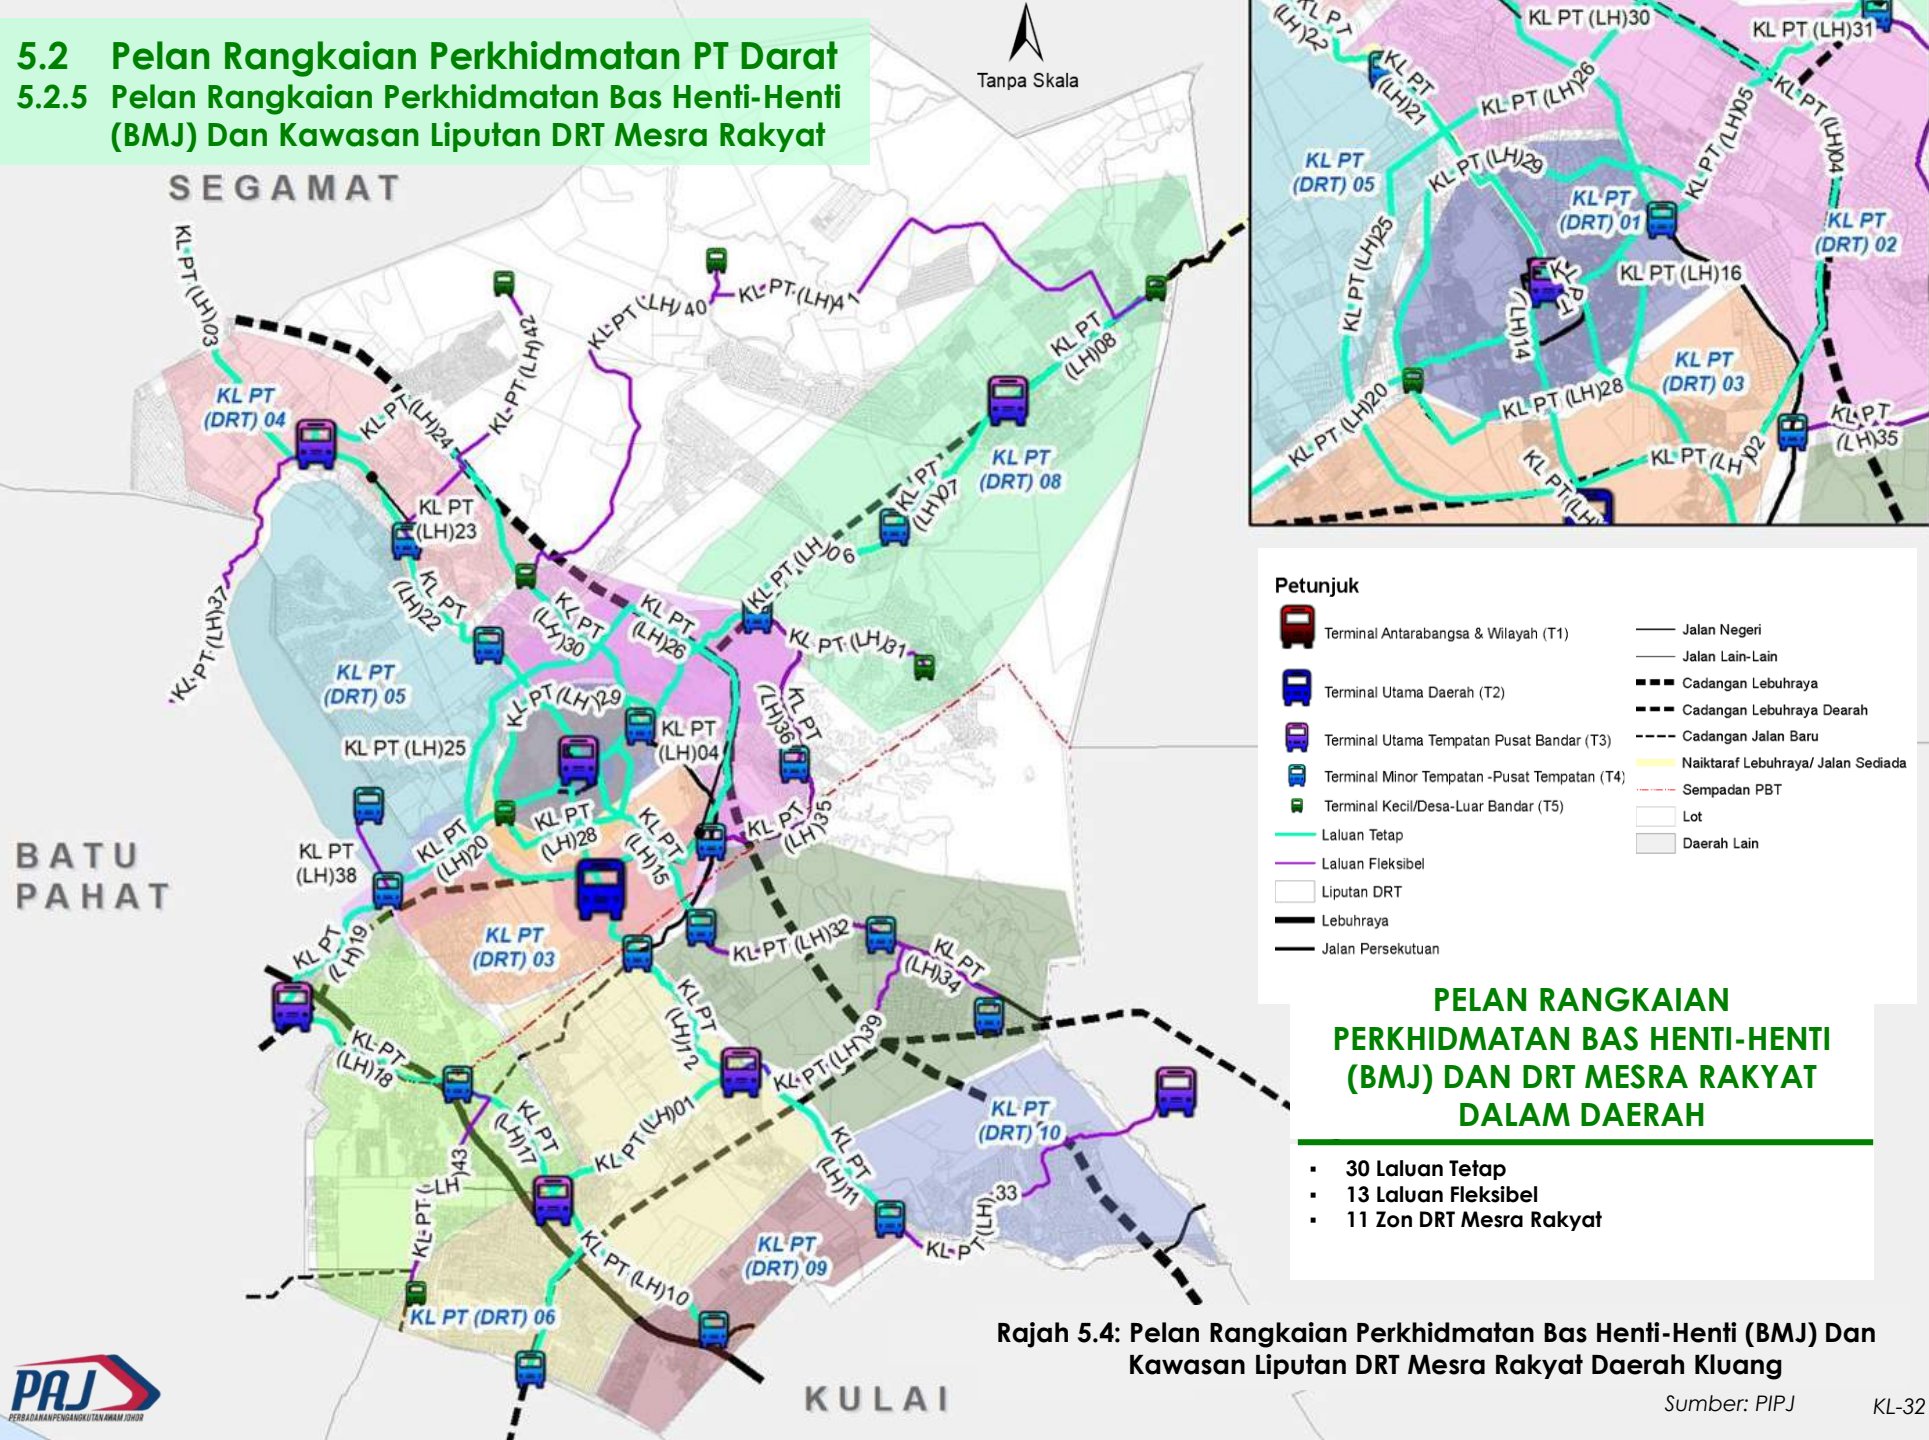 5.2 Pelan Rangkaian Perkhidmatan PT Darat
5.2.5 Pelan Rangkaian Perkhidmatan Bas Henti-Henti
(BMJ) Dan Kawasan Liputan DRT Mesra Rakyat
Tanpa Skala
SEGAMAT
KL PT (LH)03
KL PT
(DRT) 04
KL PT (LH)24
KL PT (LH)42
KL PT (LH) 40
KL PT (LH)41
KL PT
(LH)08
KL PT
(DRT) 08
KL PT
(LH)07
KL PT (LH)06
KL PT
(LH)23
KL PT
(LH)22
KL PT (LH)37
KL PT
(LH)30
KL PT
(LH)26
KL PT (LH)31
KL PT
(DRT) 05
KL PT (LH)29
KL PT
(LH)36
KL PT (LH)25
KL PT
(LH)04
BATU
PAHAT
KL PT
(LH)38
KL PT
(LH)20
KL PT
(LH)28
KL PT
(LH)15
KL PT
(LH)35
KL PT
(LH)19
KL PT
(DRT) 03
KL PT (LH)32
KL PT
(LH)34
KL PT
(LH)18
KL PT
(LH)12
KL PT (LH)39
KL PT
(LH)17
KL PT (LH)01
KL PT
(DRT) 10
KL PT (LH)43
KL PT
(LH)11
KL PT (LH) 33
KL PT (LH)10
KL PT
(DRT) 09
KL PT (DRT) 06
KULAI
KL PT
(LH)22
KL PT (LH)30
KL PT (LH)31
KL PT
(LH)21
KL PT (LH)26
KL PT (LH)05
KL PT (LH)04
KL PT
(DRT) 05
KL PT (LH)29
KL PT
(DRT) 01
KL PT
(DRT) 02
KL PT (LH)25
KL PT (LH)16
KL PT
(LH)14
KL PT
KL PT
(DRT) 03
KL PT (LH)28
KL PT (LH)20
KL PT (LH)02
KL PT
(LH)35
KL PT (LH)
Petunjuk
Terminal Antarabangsa & Wilayah (T1)
Terminal Utama Daerah (T2)
Terminal Utama Tempatan Pusat Bandar (T3)
Terminal Minor Tempatan -Pusat Tempatan (T4)
Terminal Kecil/Desa-Luar Bandar (T5)
Laluan Tetap
Laluan Fleksibel
Liputan DRT
Lebuhraya
Jalan Persekutuan
Jalan Negeri
Jalan Lain-Lain
Cadangan Lebuhraya
Cadangan Lebuhraya Dearah
Cadangan Jalan Baru
Naiktaraf Lebuhraya/ Jalan Sediada
Sempadan PBT
Lot
Daerah Lain
PELAN RANGKAIAN
PERKHIDMATAN BAS HENTI-HENTI
(BMJ) DAN DRT MESRA RAKYAT
DALAM DAERAH
▪ 30 Laluan Tetap
▪ 13 Laluan Fleksibel
▪ 11 Zon DRT Mesra Rakyat
Rajah 5.4: Pelan Rangkaian Perkhidmatan Bas Henti-Henti (BMJ) Dan
Kawasan Liputan DRT Mesra Rakyat Daerah Kluang
Sumber: PIPJ
KL-32
PAJ
PERBADANAN PENGANGKUTAN AWAM JOHOR